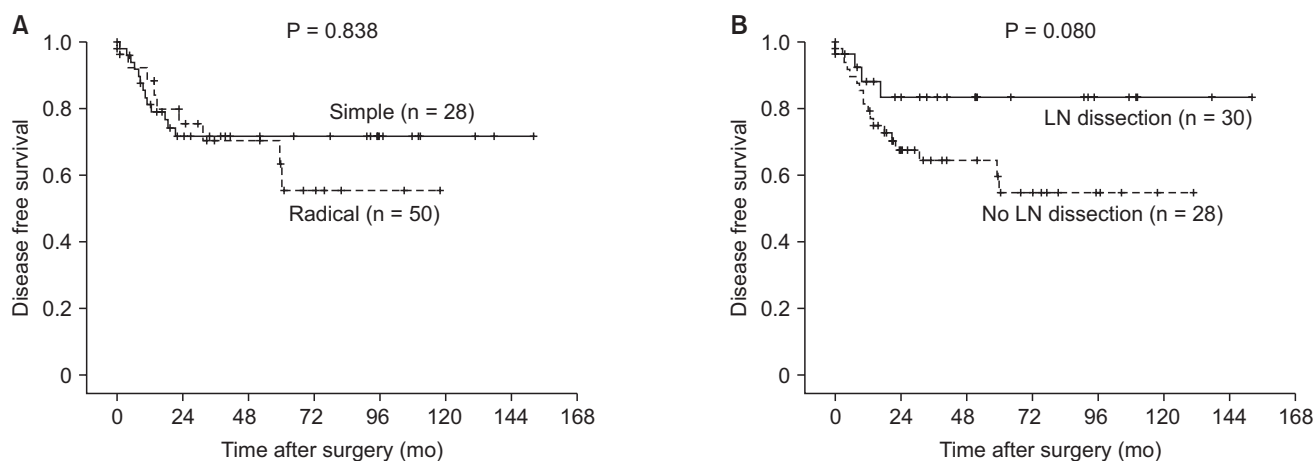 A
P = 0.838
1.0
0.8
0.6
0.4
0.2
0
Disease free survival
Simple (n = 28)
Radical (n = 50)
0 24 48 72 96 120 144 168
Time after surgery (mo)
B
P = 0.080
1.0
0.8
0.6
0.4
0.2
0
Disease free survival
LN dissection (n = 30)
No LN dissection (n = 28)
0 24 48 72 96 120 144 168
Time after surgery (mo)